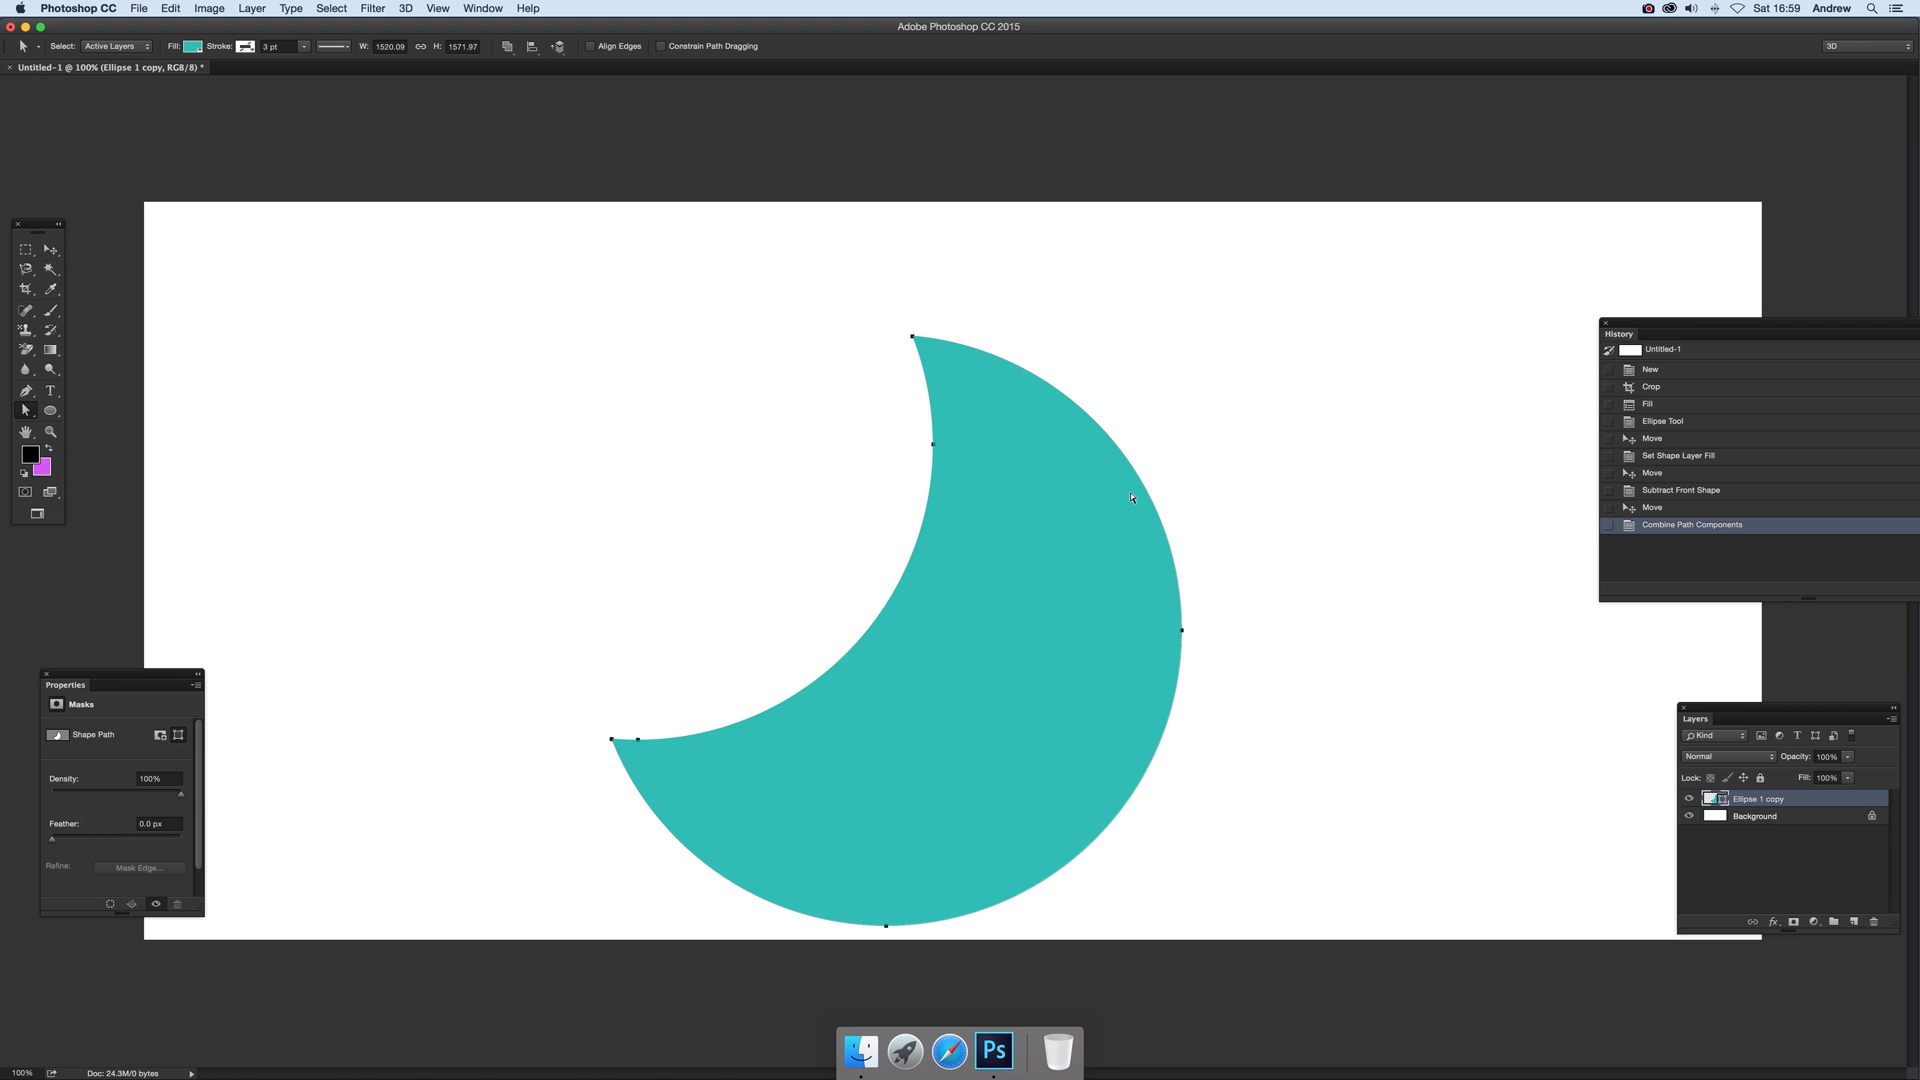 Photoshop CC File Edit Image Layer Type Select Filter 3D View Window Help Sat 16:59 Andrew
Adobe Photoshop CC 2015
Select: Active Layers Fill: Stroke: 3 pt W: 1520.09 H: 1571.97 Align Edges Constrain Path Dragging 3D
Untitled-1 @ 100% (Ellipse 1 copy, RGB/8) *
History
Untitled-1
New
Crop
Fill
Ellipse Tool
Move
Set Shape Layer Fill
Move
Subtract Front Shape
Move
Combine Path Components
Properties
Masks
Shape Path
Density: 100%
Feather: 0.0 px
Refine: Mask Edge...
Layers
Kind
Normal Opacity: 100%
Lock: Fill: 100%
Ellipse 1 copy
Background
fx
Ps
100% Doc: 24.3M/0 bytes